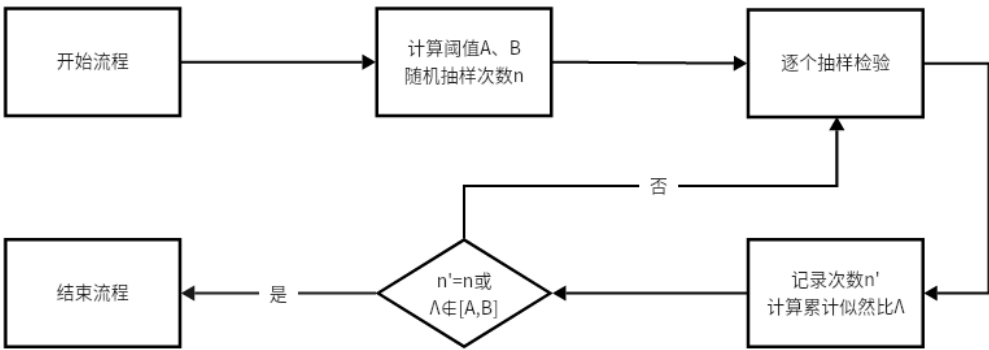 开始流程
计算阈值A、B
随机抽样次数n
逐个抽样检验
否
结束流程
是
n'=n或
Λ∉[A,B]
记录次数n'
计算累计似然比Λ